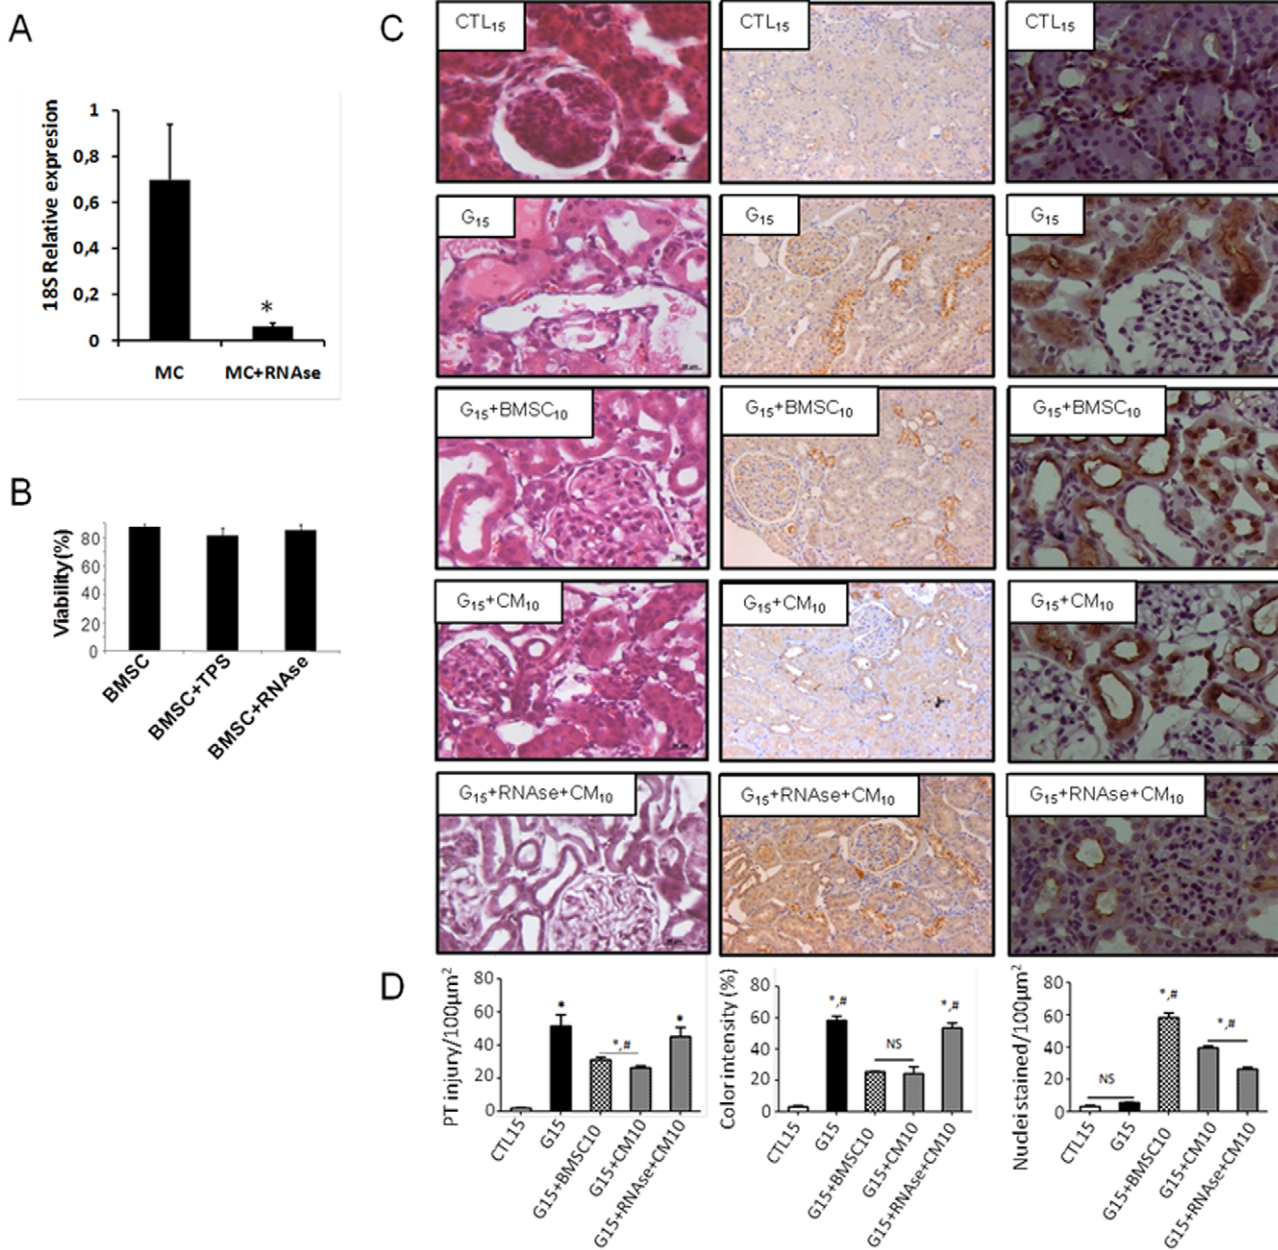 A
18S Relative expresion
1
0,8
0,6
0,4
0,2
0
*
MC
MC+RNAse
B
Viability(%)
80
60
40
20
0
BMSC
BMSC+TPS
BMSC+RNAse
C
CTL15
CTL15
CTL15
G15
G15
G15
G15+BMSC10
G15+BMSC10
G15+BMSC10
G15+CM10
G15+CM10
G15+CM10
G15+RNAse+CM10
G15+RNAse+CM10
G15+RNAse+CM10
D
PT injury/100µm2
80
60
40
20
0
*
*,#
*
CTL15
G15
G15+BMSC10
G15+CM10
G15+RNAse+CM10
Color intensity (%)
80
60
40
20
0
*,#
NS
*,#
CTL15
G15
G15+BMSC10
G15+CM10
G15+RNAse+CM10
Nuclei stained/100µm2
80
60
40
20
0
NS
*,#
*,#
CTL15
G15
G15+BMSC10
G15+CM10
G15+RNAse+CM10